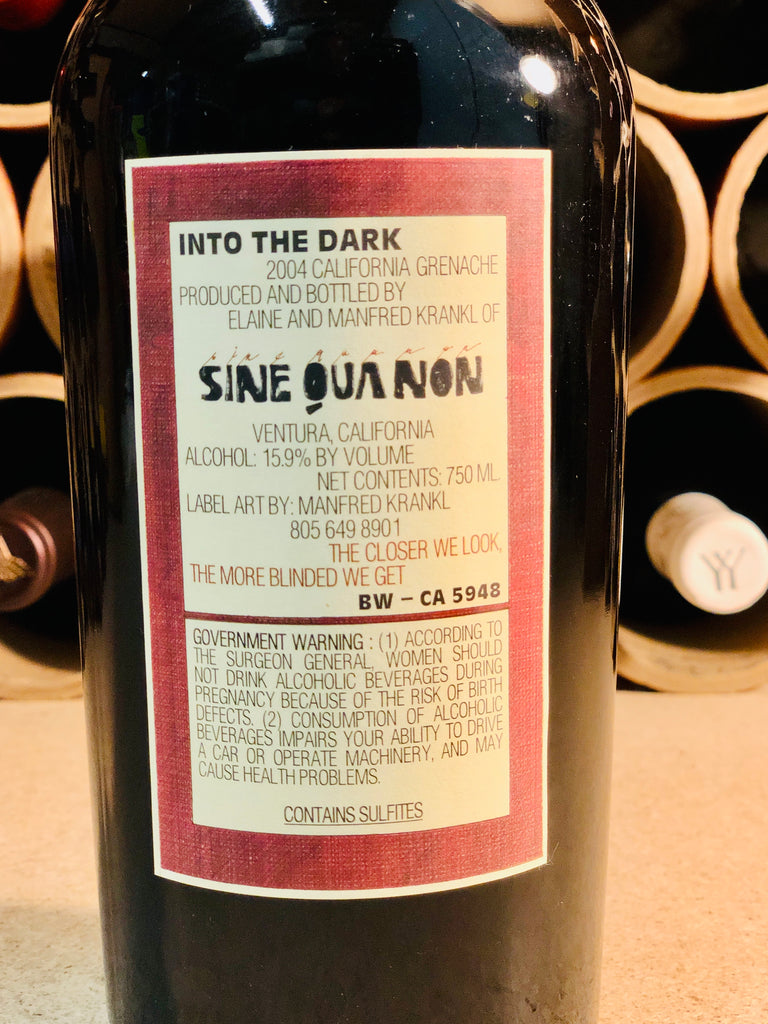 INTO THE DARK
2004 CALIFORNIA GRENACHE
PRODUCED AND BOTTLED BY
ELAINE AND MANFRED KRANKL OF
sine qua non
SINE QUA NON
VENTURA, CALIFORNIA
ALCOHOL: 15.9% BY VOLUME
NET CONTENTS: 750 ML.
LABEL ART BY: MANFRED KRANKL
805 649 8901
THE CLOSER WE LOOK,
THE MORE BLINDED WE GET
BW – CA 5948
GOVERNMENT WARNING : (1) ACCORDING TO
THE SURGEON GENERAL, WOMEN SHOULD
NOT DRINK ALCOHOLIC BEVERAGES DURING
PREGNANCY BECAUSE OF THE RISK OF BIRTH
DEFECTS. (2) CONSUMPTION OF ALCOHOLIC
BEVERAGES IMPAIRS YOUR ABILITY TO DRIVE
A CAR OR OPERATE MACHINERY, AND MAY
CAUSE HEALTH PROBLEMS.
CONTAINS SULFITES